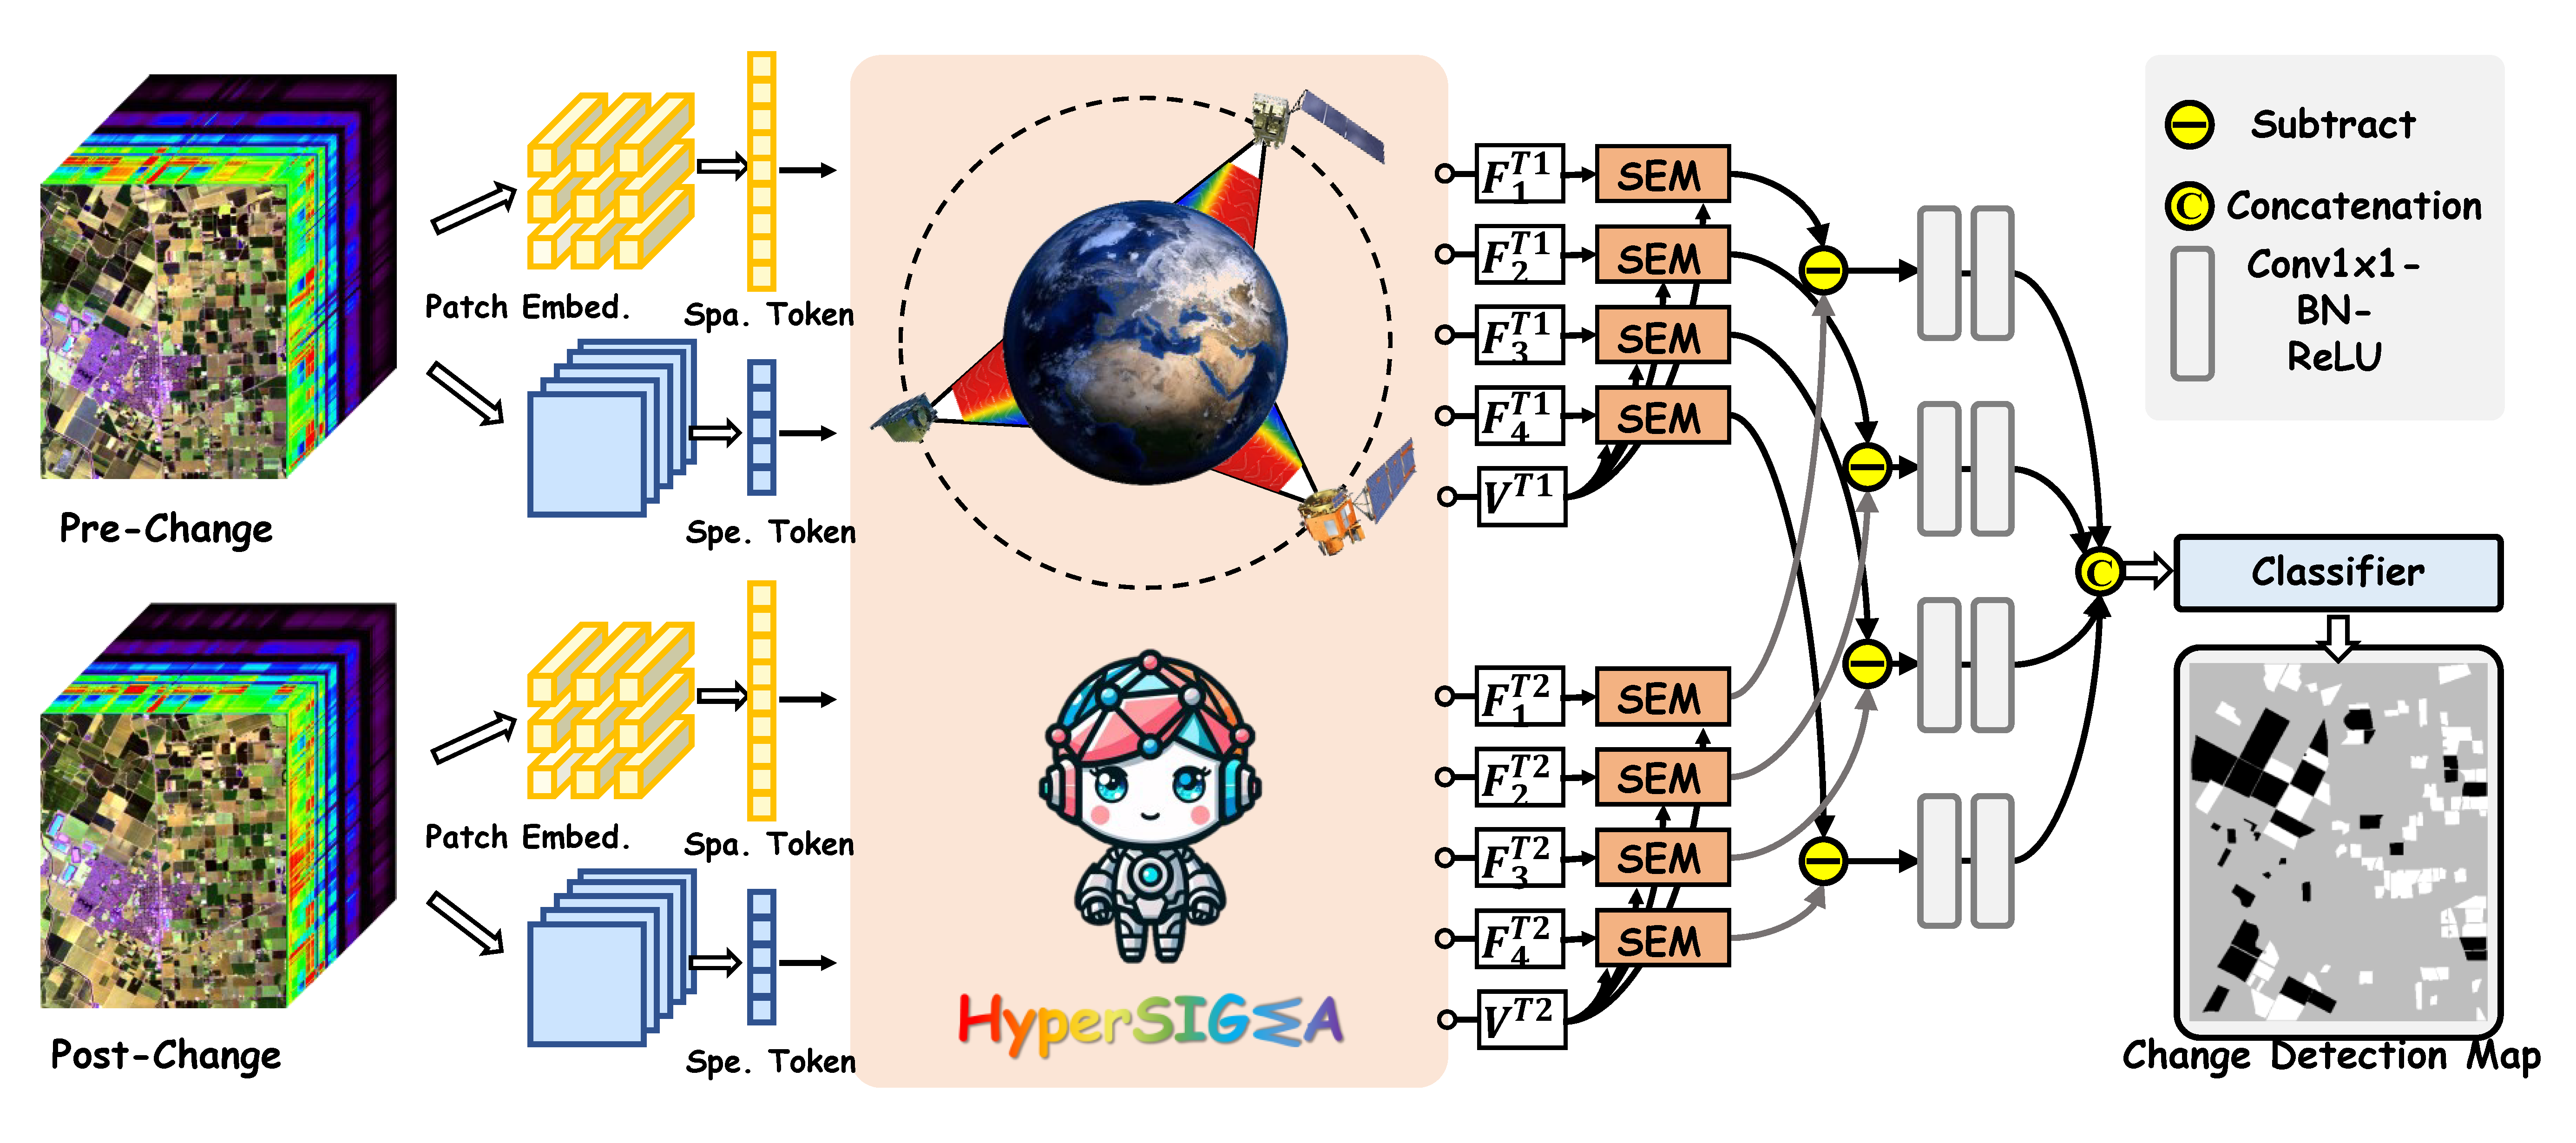 Pre-Change
Patch Embed.
Spa. Token
Spe. Token
Post-Change
Patch Embed.
Spa. Token
Spe. Token
HyperSIGΣA
F_1^{T1} SEM
F_2^{T1} SEM
F_3^{T1} SEM
F_4^{T1} SEM
V^{T1}
F_1^{T2} SEM
F_2^{T2} SEM
F_3^{T2} SEM
F_4^{T2} SEM
V^{T2}
C
Subtract
C Concatenation
Conv1x1-
BN-
ReLU
Classifier
Change Detection Map